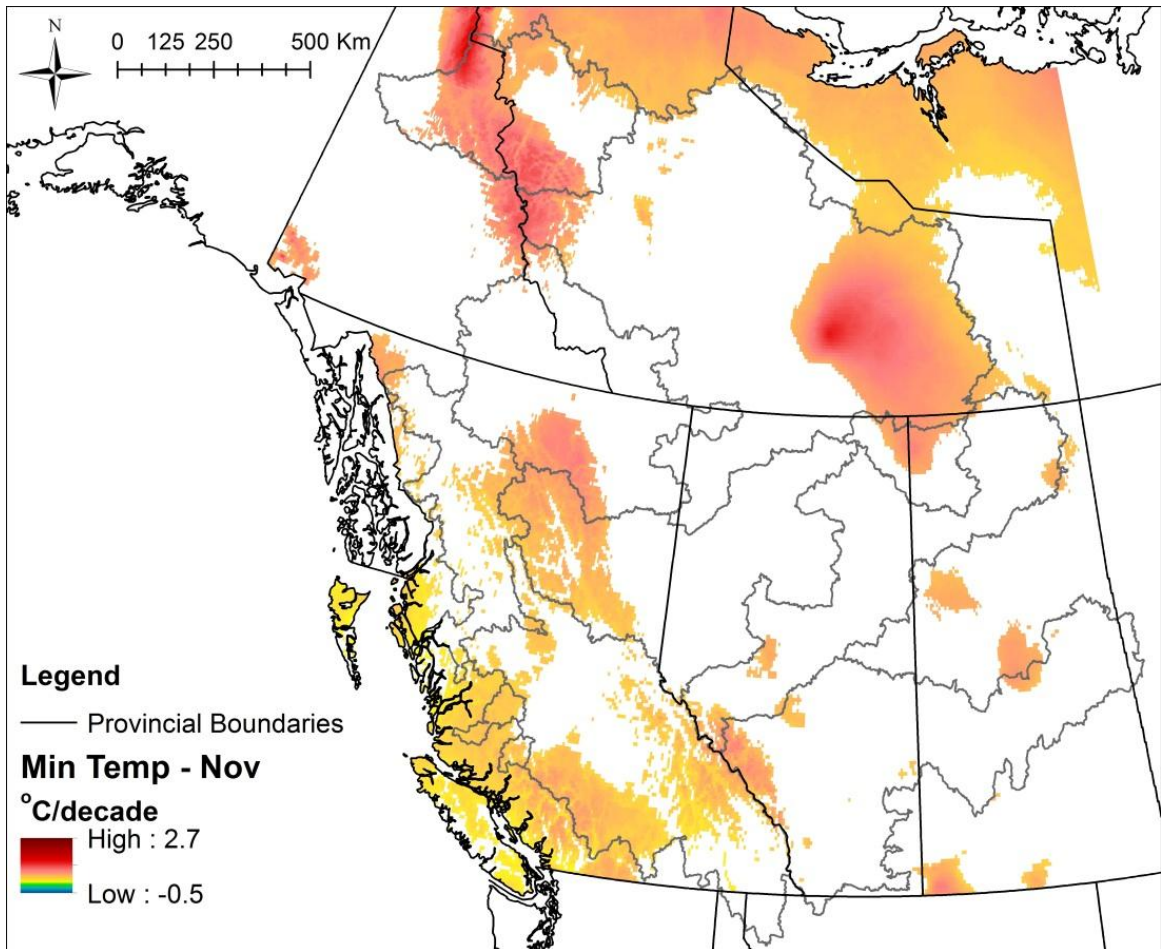 N
0 125 250 500 Km
Legend
Provincial Boundaries
Min Temp - Nov
°C/decade
High : 2.7
Low : -0.5